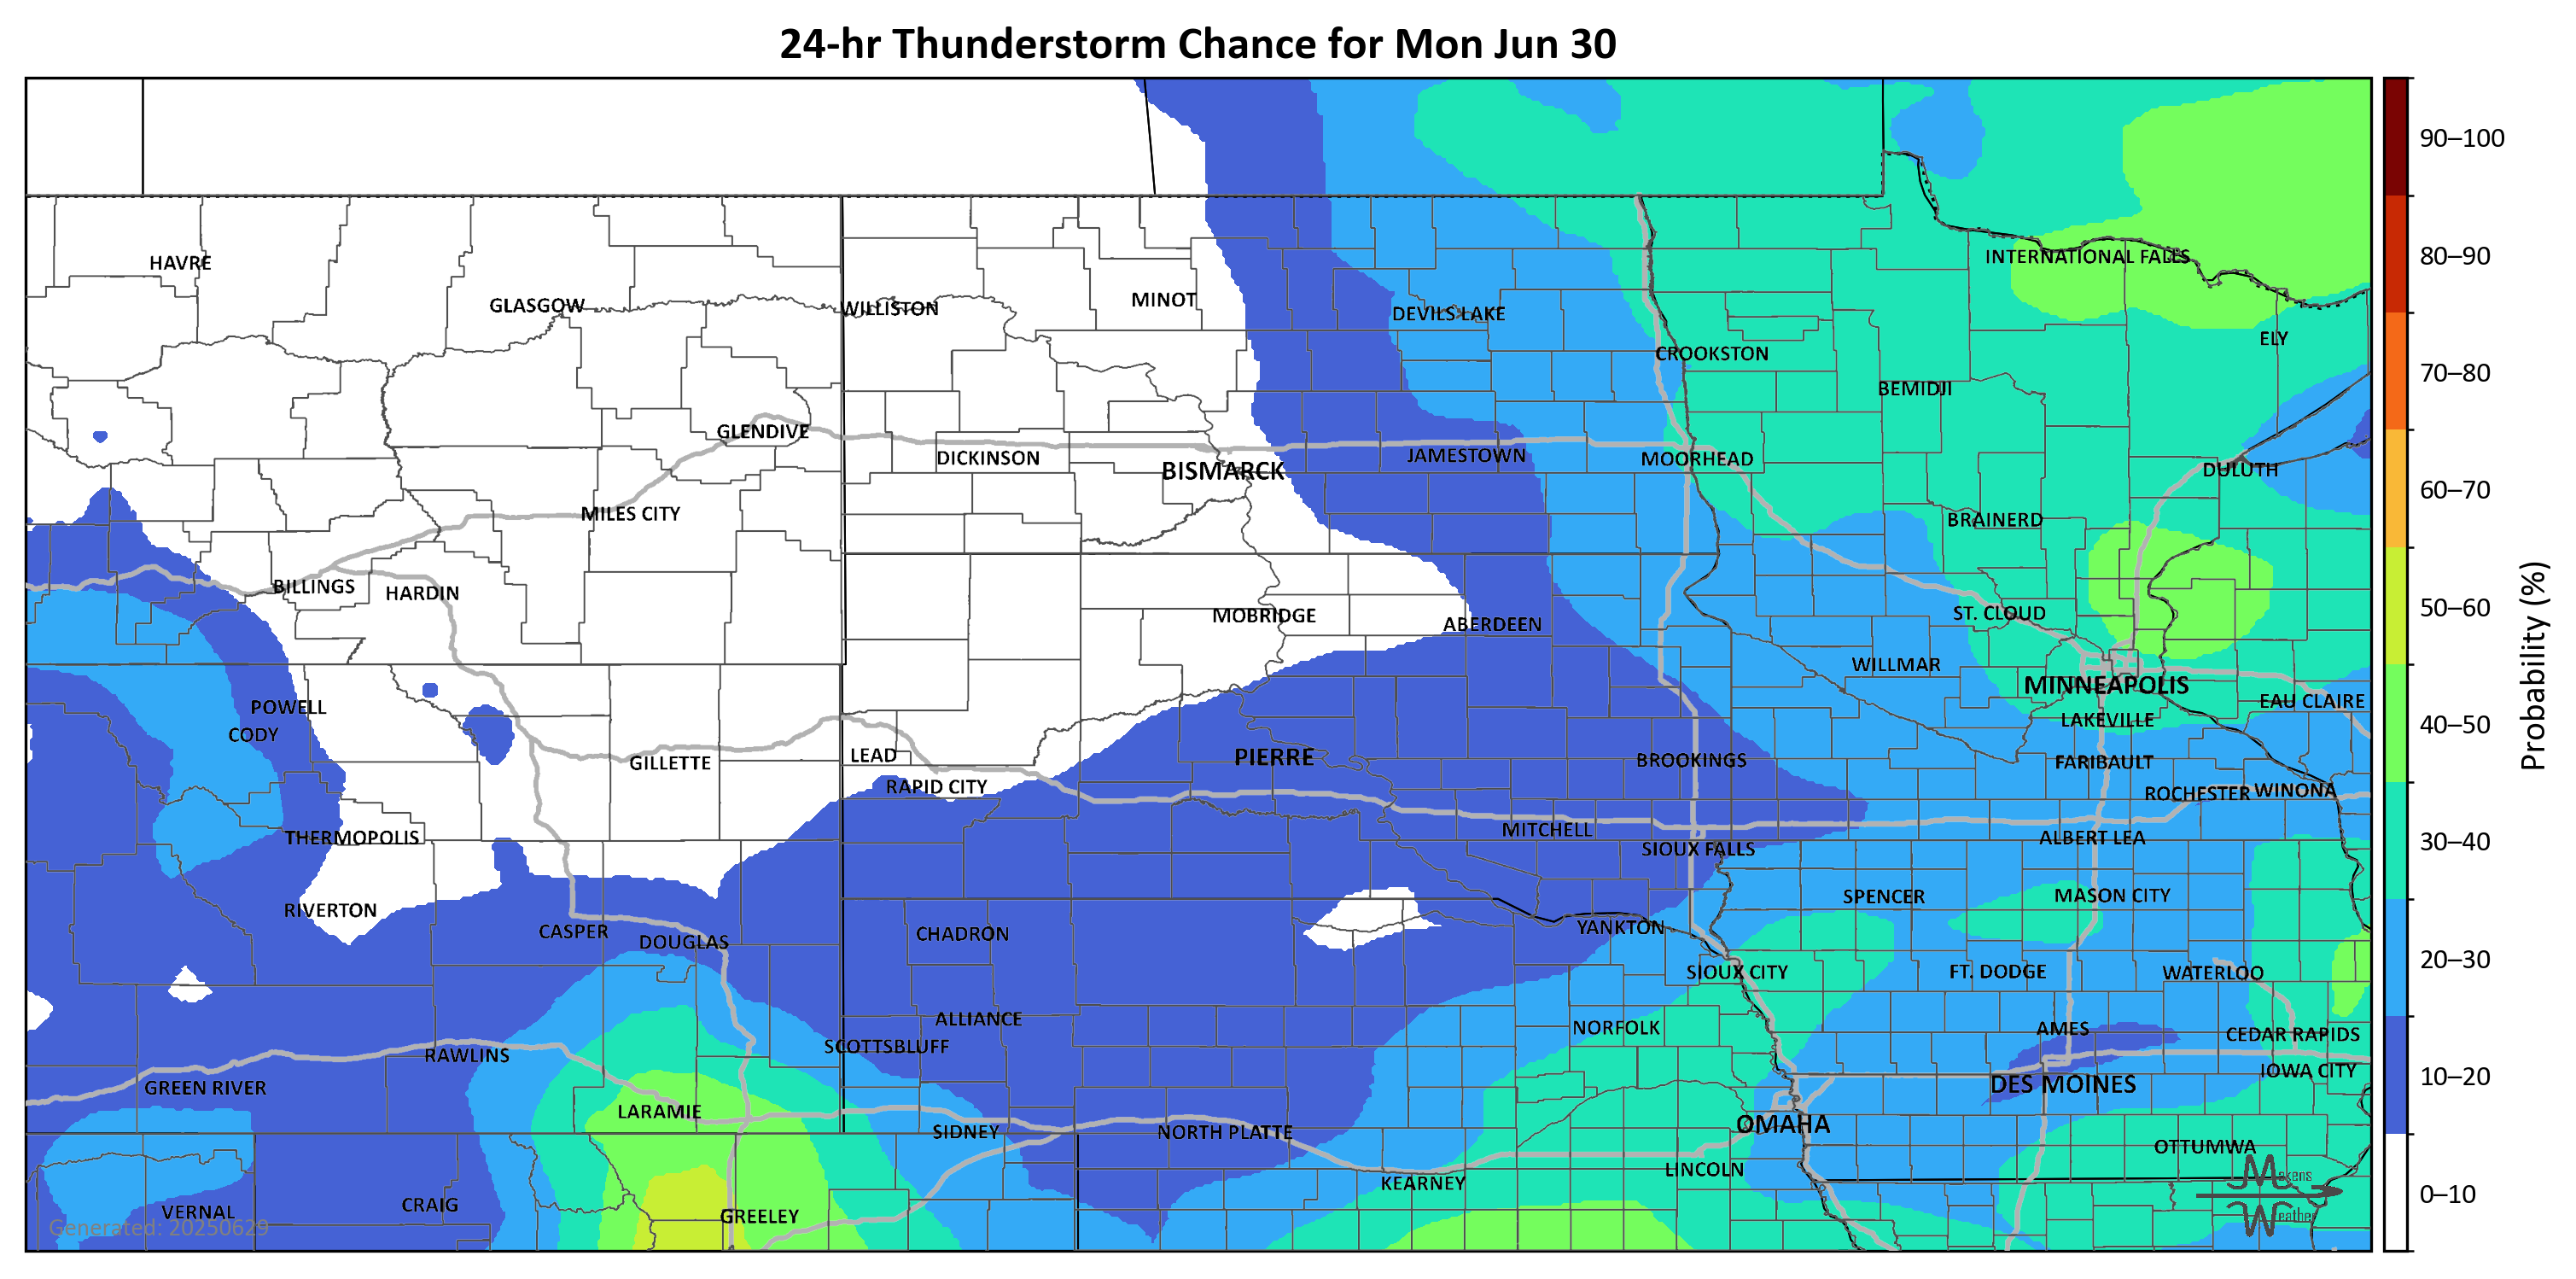 24-hr Thunderstorm Chance for Mon Jun 30
90–100
80–90
70–80
60–70
50–60
40–50
30–40
20–30
10–20
0–10
Probability (%)
HAVRE
GLASGOW
WILLISTON
MINOT
DEVILS LAKE
INTERNATIONAL FALLS
ELY
CROOKSTON
BEMIDJI
GLENDIVE
DICKINSON
BISMARCK
JAMESTOWN
MOORHEAD
DULUTH
MILES CITY
BRAINERD
BILLINGS
HARDIN
MOBRIDGE
ABERDEEN
ST. CLOUD
WILLMAR
MINNEAPOLIS
EAU CLAIRE
POWELL
CODY
LAKEVILLE
GILLETTE
LEAD
PIERRE
BROOKINGS
FARIBAULT
RAPID CITY
ROCHESTER
WINONA
THERMOPOLIS
MITCHELL
ALBERT LEA
SIOUX FALLS
RIVERTON
SPENCER
MASON CITY
CASPER
DOUGLAS
CHADRON
YANKTON
SIOUX CITY
FT. DODGE
WATERLOO
ALLIANCE
NORFOLK
AMES
CEDAR RAPIDS
RAWLINS
SCOTTSBLUFF
GREEN RIVER
DES MOINES
IOWA CITY
LARAMIE
SIDNEY
NORTH PLATTE
OMAHA
OTTUMWA
LINCOLN
KEARNEY
VERNAL
CRAIG
GREELEY
Generated: 20250629
Makens
Weather